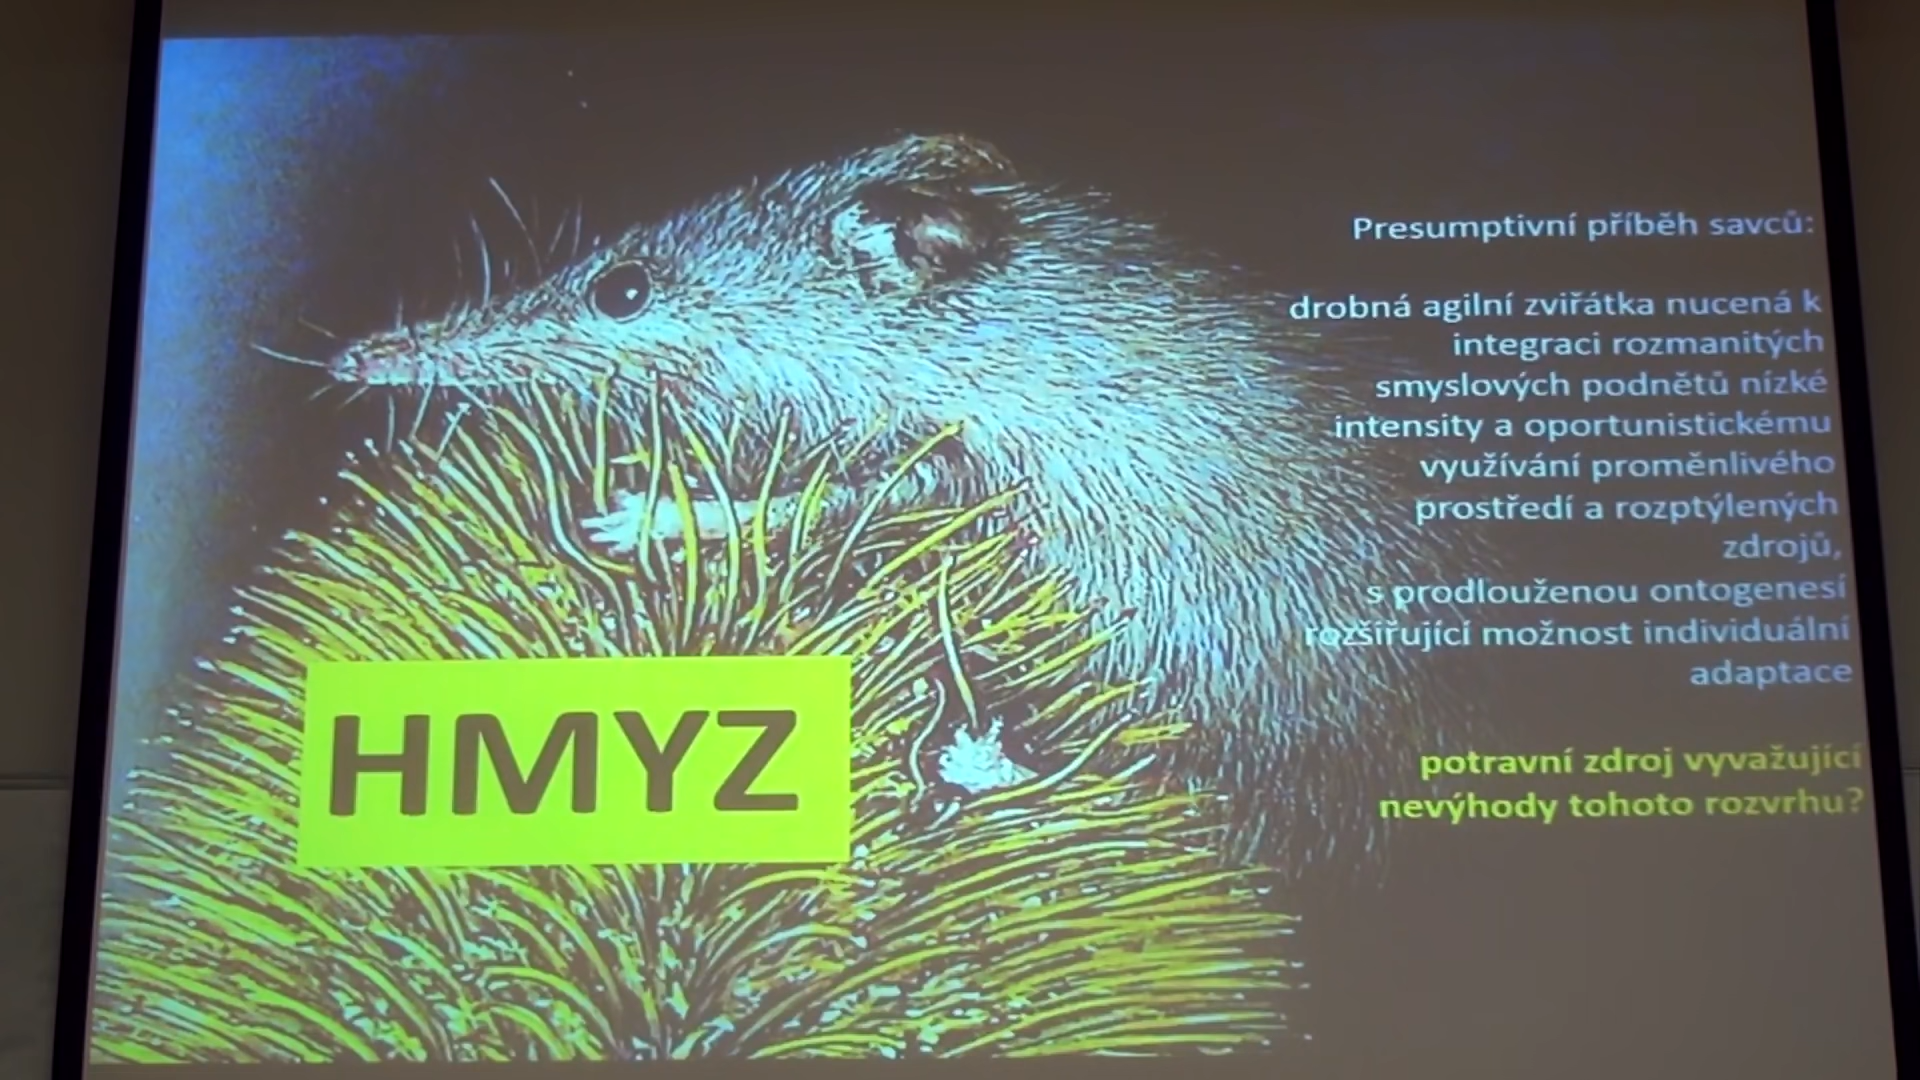 Presumptivní příběh savců:
drobná agilní zviřátka nucená k
integraci rozmanitých
smyslových podnětů nízké
intensity a oportunistickému
využívání proměnlivého
prostředí a rozptýlených
zdrojů,
s prodlouženou ontogenesí
rozšiřující možnost individuální
adaptace
potravní zdroj vyvažující
nevýhody tohoto rozvrhu?
HMYZ